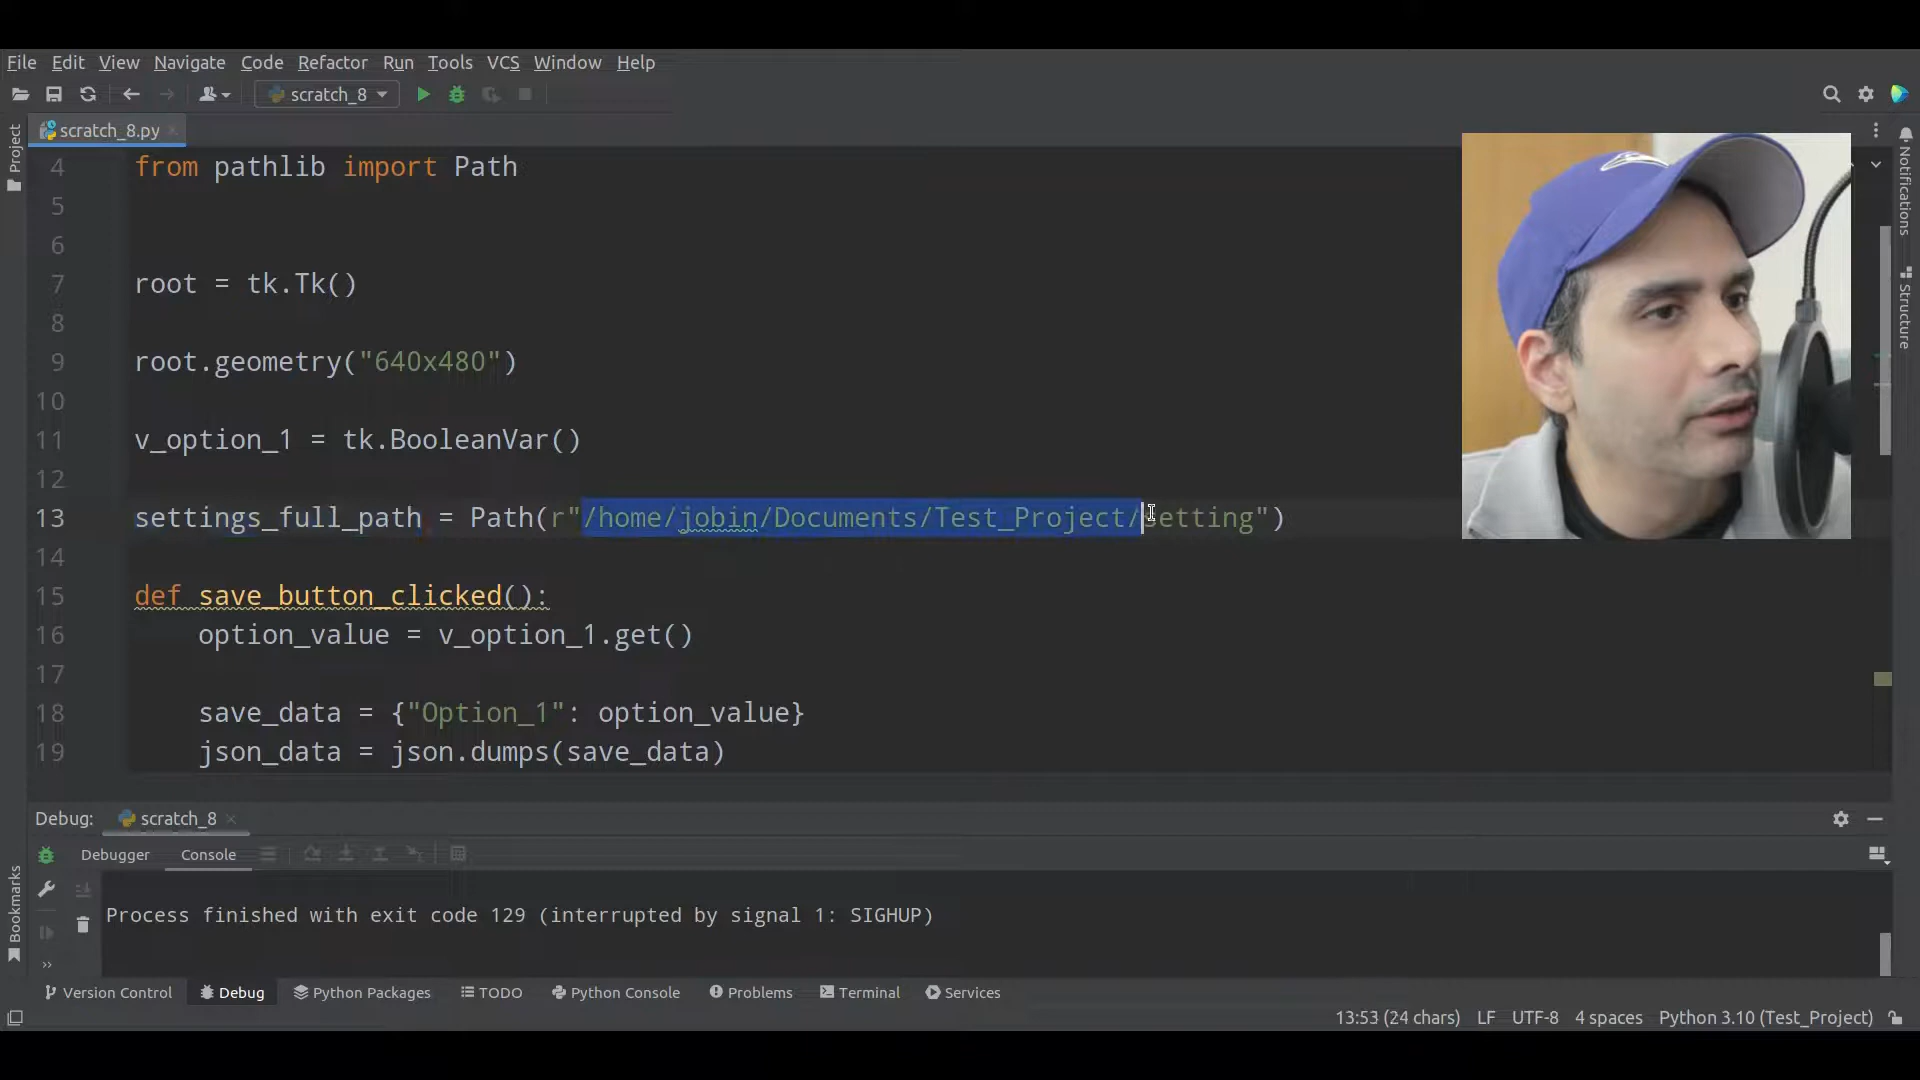 File Edit View Navigate Code Refactor Run Tools VCS Window Help
scratch_8
scratch_8.py
Project
Notifications
Structure
Bookmarks
4 from pathlib import Path
5
6
7 root = tk.Tk()
8
9 root.geometry("640x480")
10
11 v_option_1 = tk.BooleanVar()
12
13 settings_full_path = Path(r"/home/jobin/Documents/Test_Project/setting")
14
15 def save_button_clicked():
16 option_value = v_option_1.get()
17
18 save_data = {"Option_1": option_value}
19 json_data = json.dumps(save_data)
Debug: scratch_8
Debugger Console
Process finished with exit code 129 (interrupted by signal 1: SIGHUP)
Version Control Debug Python Packages TODO Python Console Problems Terminal Services
13:53 (24 chars) LF UTF-8 4 spaces Python 3.10 (Test_Project)